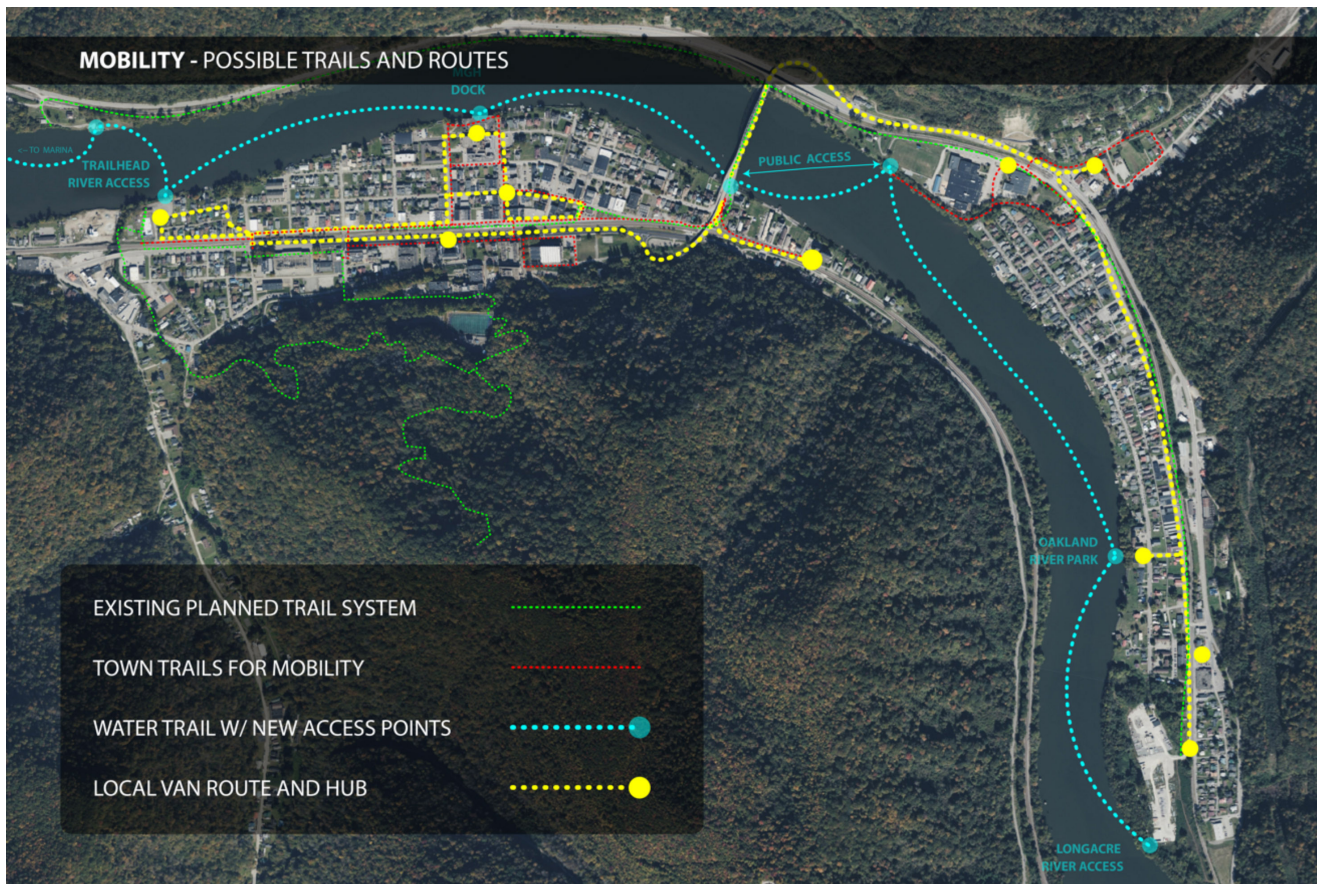 MOBILITY - POSSIBLE TRAILS AND ROUTES
MGH
DOCK
<-- TO MARINA
TRAILHEAD
RIVER ACCESS
PUBLIC ACCESS
OAKLAND
RIVER PARK
EXISTING PLANNED TRAIL SYSTEM
TOWN TRAILS FOR MOBILITY
WATER TRAIL W/ NEW ACCESS POINTS
LOCAL VAN ROUTE AND HUB
LONGACRE
RIVER ACCESS